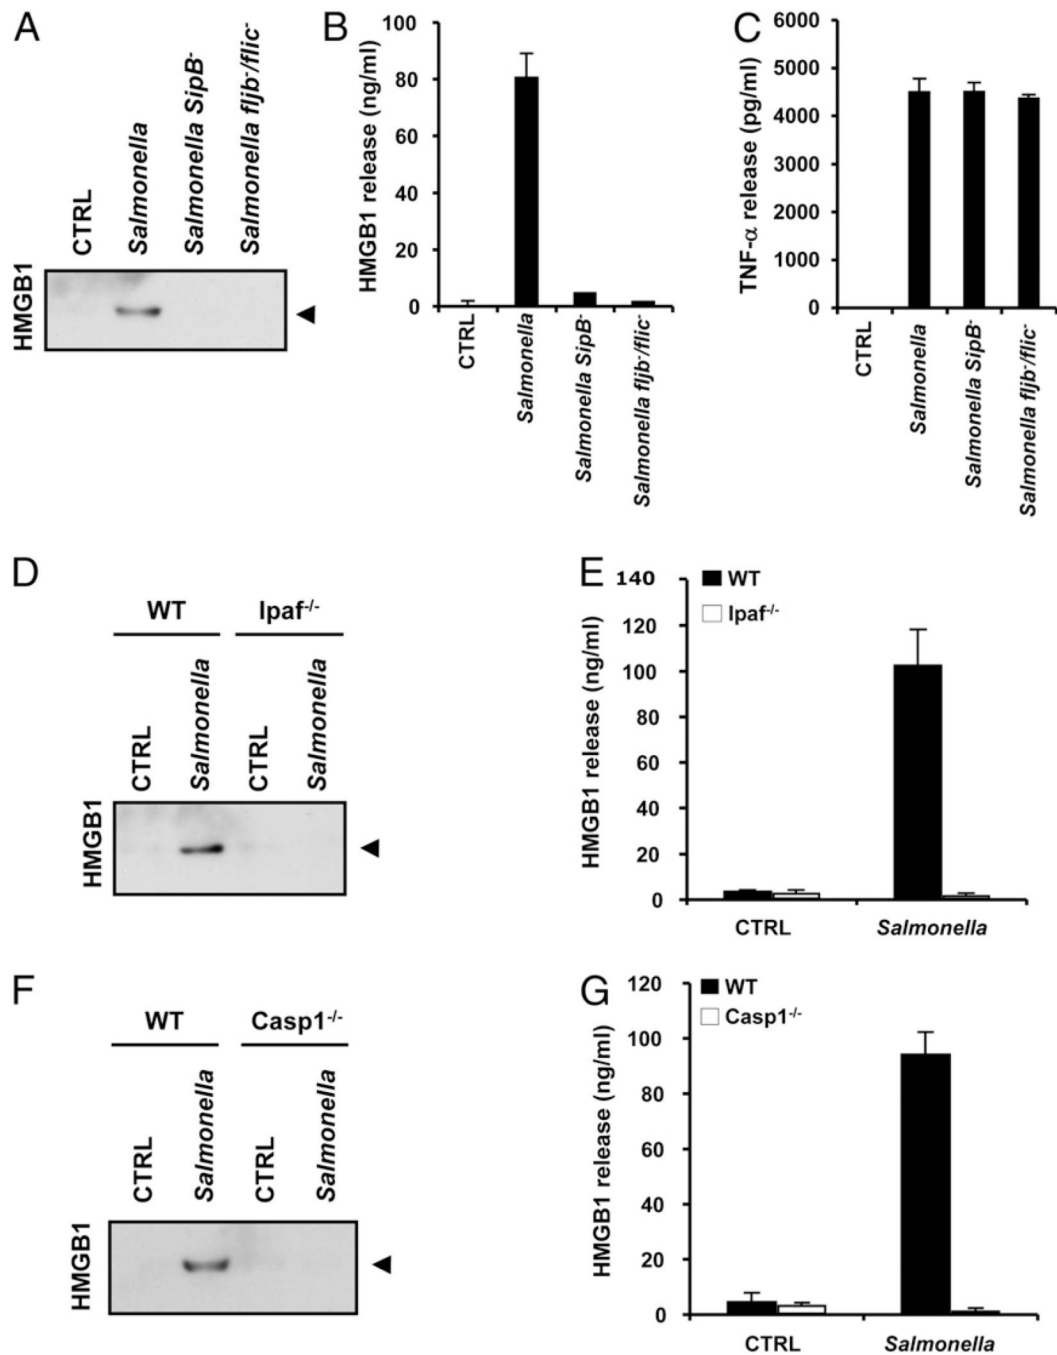 A
CTRL
Salmonella
Salmonella SipB-
Salmonella fljb-/flic-
HMGB1
B
HMGB1 release (ng/ml)
100
80
60
40
20
0
CTRL
Salmonella
Salmonella SipB-
Salmonella fljb-/flic-
C
TNF-α release (pg/ml)
6000
5000
4000
3000
2000
1000
0
CTRL
Salmonella
Salmonella SipB-
Salmonella fljb-/flic-
D
WT
Ipaf-/-
CTRL
Salmonella
CTRL
Salmonella
HMGB1
E
HMGB1 release (ng/ml)
140
120
100
80
60
40
20
0
WT
Ipaf-/-
CTRL
Salmonella
F
WT
Casp1-/-
CTRL
Salmonella
CTRL
Salmonella
HMGB1
G
HMGB1 release (ng/ml)
120
100
80
60
40
20
0
WT
Casp1-/-
CTRL
Salmonella